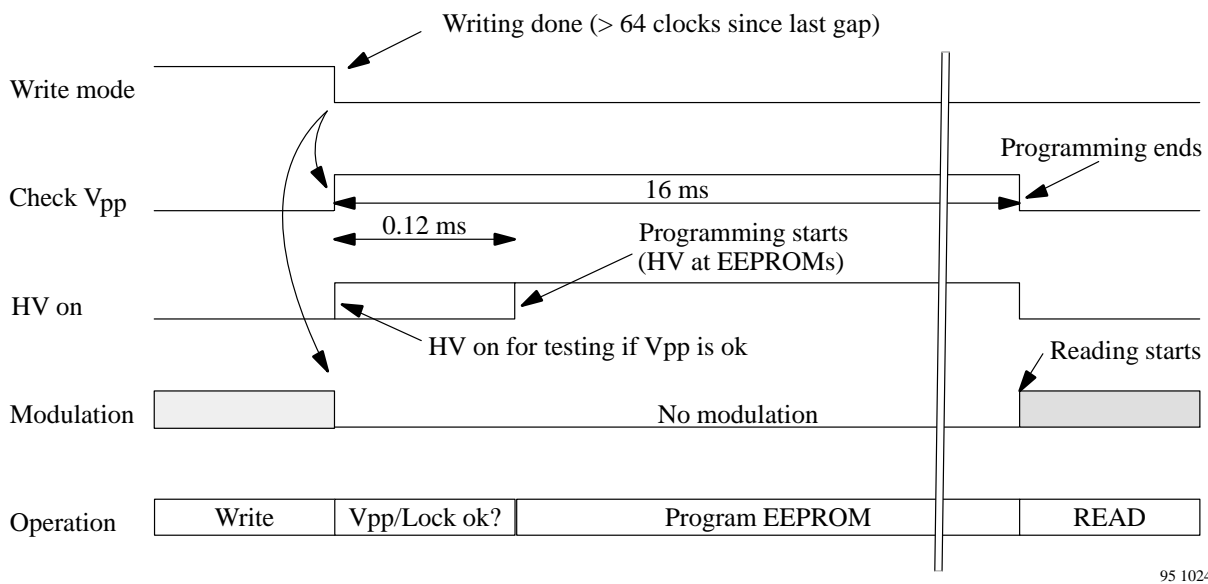 Writing done (> 64 clocks since last gap)
Write mode
Programming ends
Check Vpp
16 ms
0.12 ms
Programming starts
(HV at EEPROMs)
HV on
HV on for testing if Vpp is ok
Reading starts
Modulation
No modulation
Operation
Write
Vpp/Lock ok?
Program EEPROM
READ